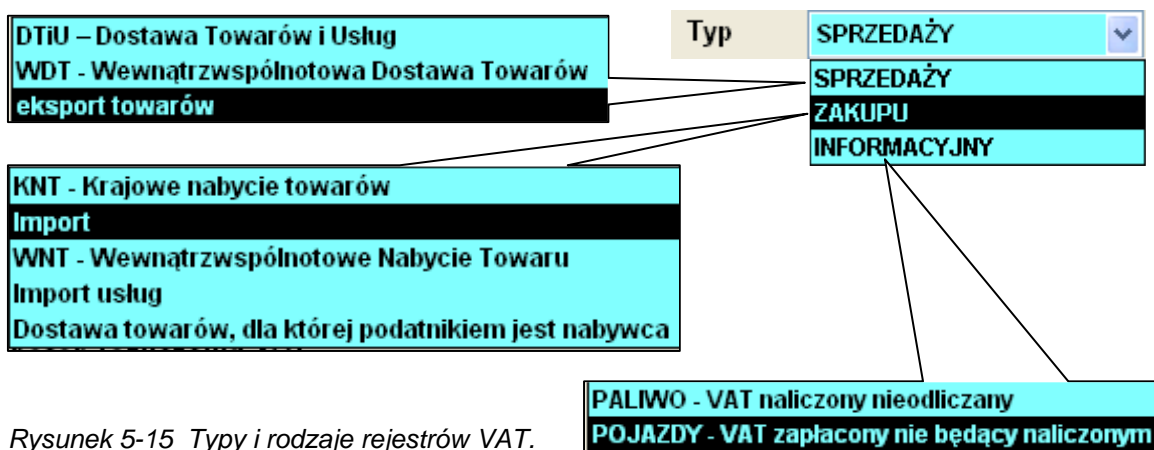 DTiU – Dostawa Towarów i Usług
WDT - Wewnątrzwspólnotowa Dostawa Towarów
eksport towarów
Typ SPRZEDAŻY
SPRZEDAŻY
ZAKUPU
INFORMACYJNY
KNT - Krajowe nabycie towarów
Import
WNT - Wewnątrzwspólnotowe Nabycie Towaru
Import usług
Dostawa towarów, dla której podatnikiem jest nabywca
PALIWO - VAT naliczony nieodliczany
POJAZDY - VAT zapłacony nie będący naliczonym
Rysunek 5-15 Typy i rodzaje rejestrów VAT.